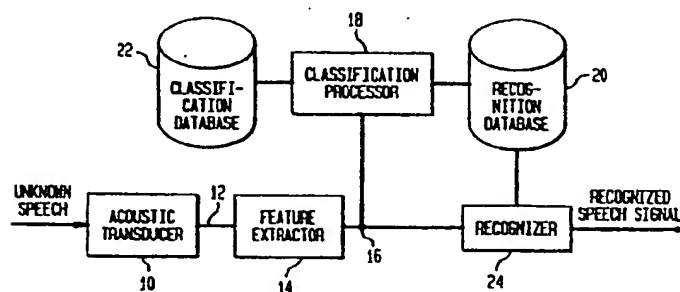 18
22
CLASSIFI-
CATION
DATABASE
CLASSIFICATION
PROCESSOR
RECOG-
NITION
DATABASE
20
UNKNOWN
SPEECH
12
ACOUSTIC
TRANSDUCER
10
FEATURE
EXTRACTOR
14
16
RECOGNIZER
24
RECOGNIZED
SPEECH SIGNAL